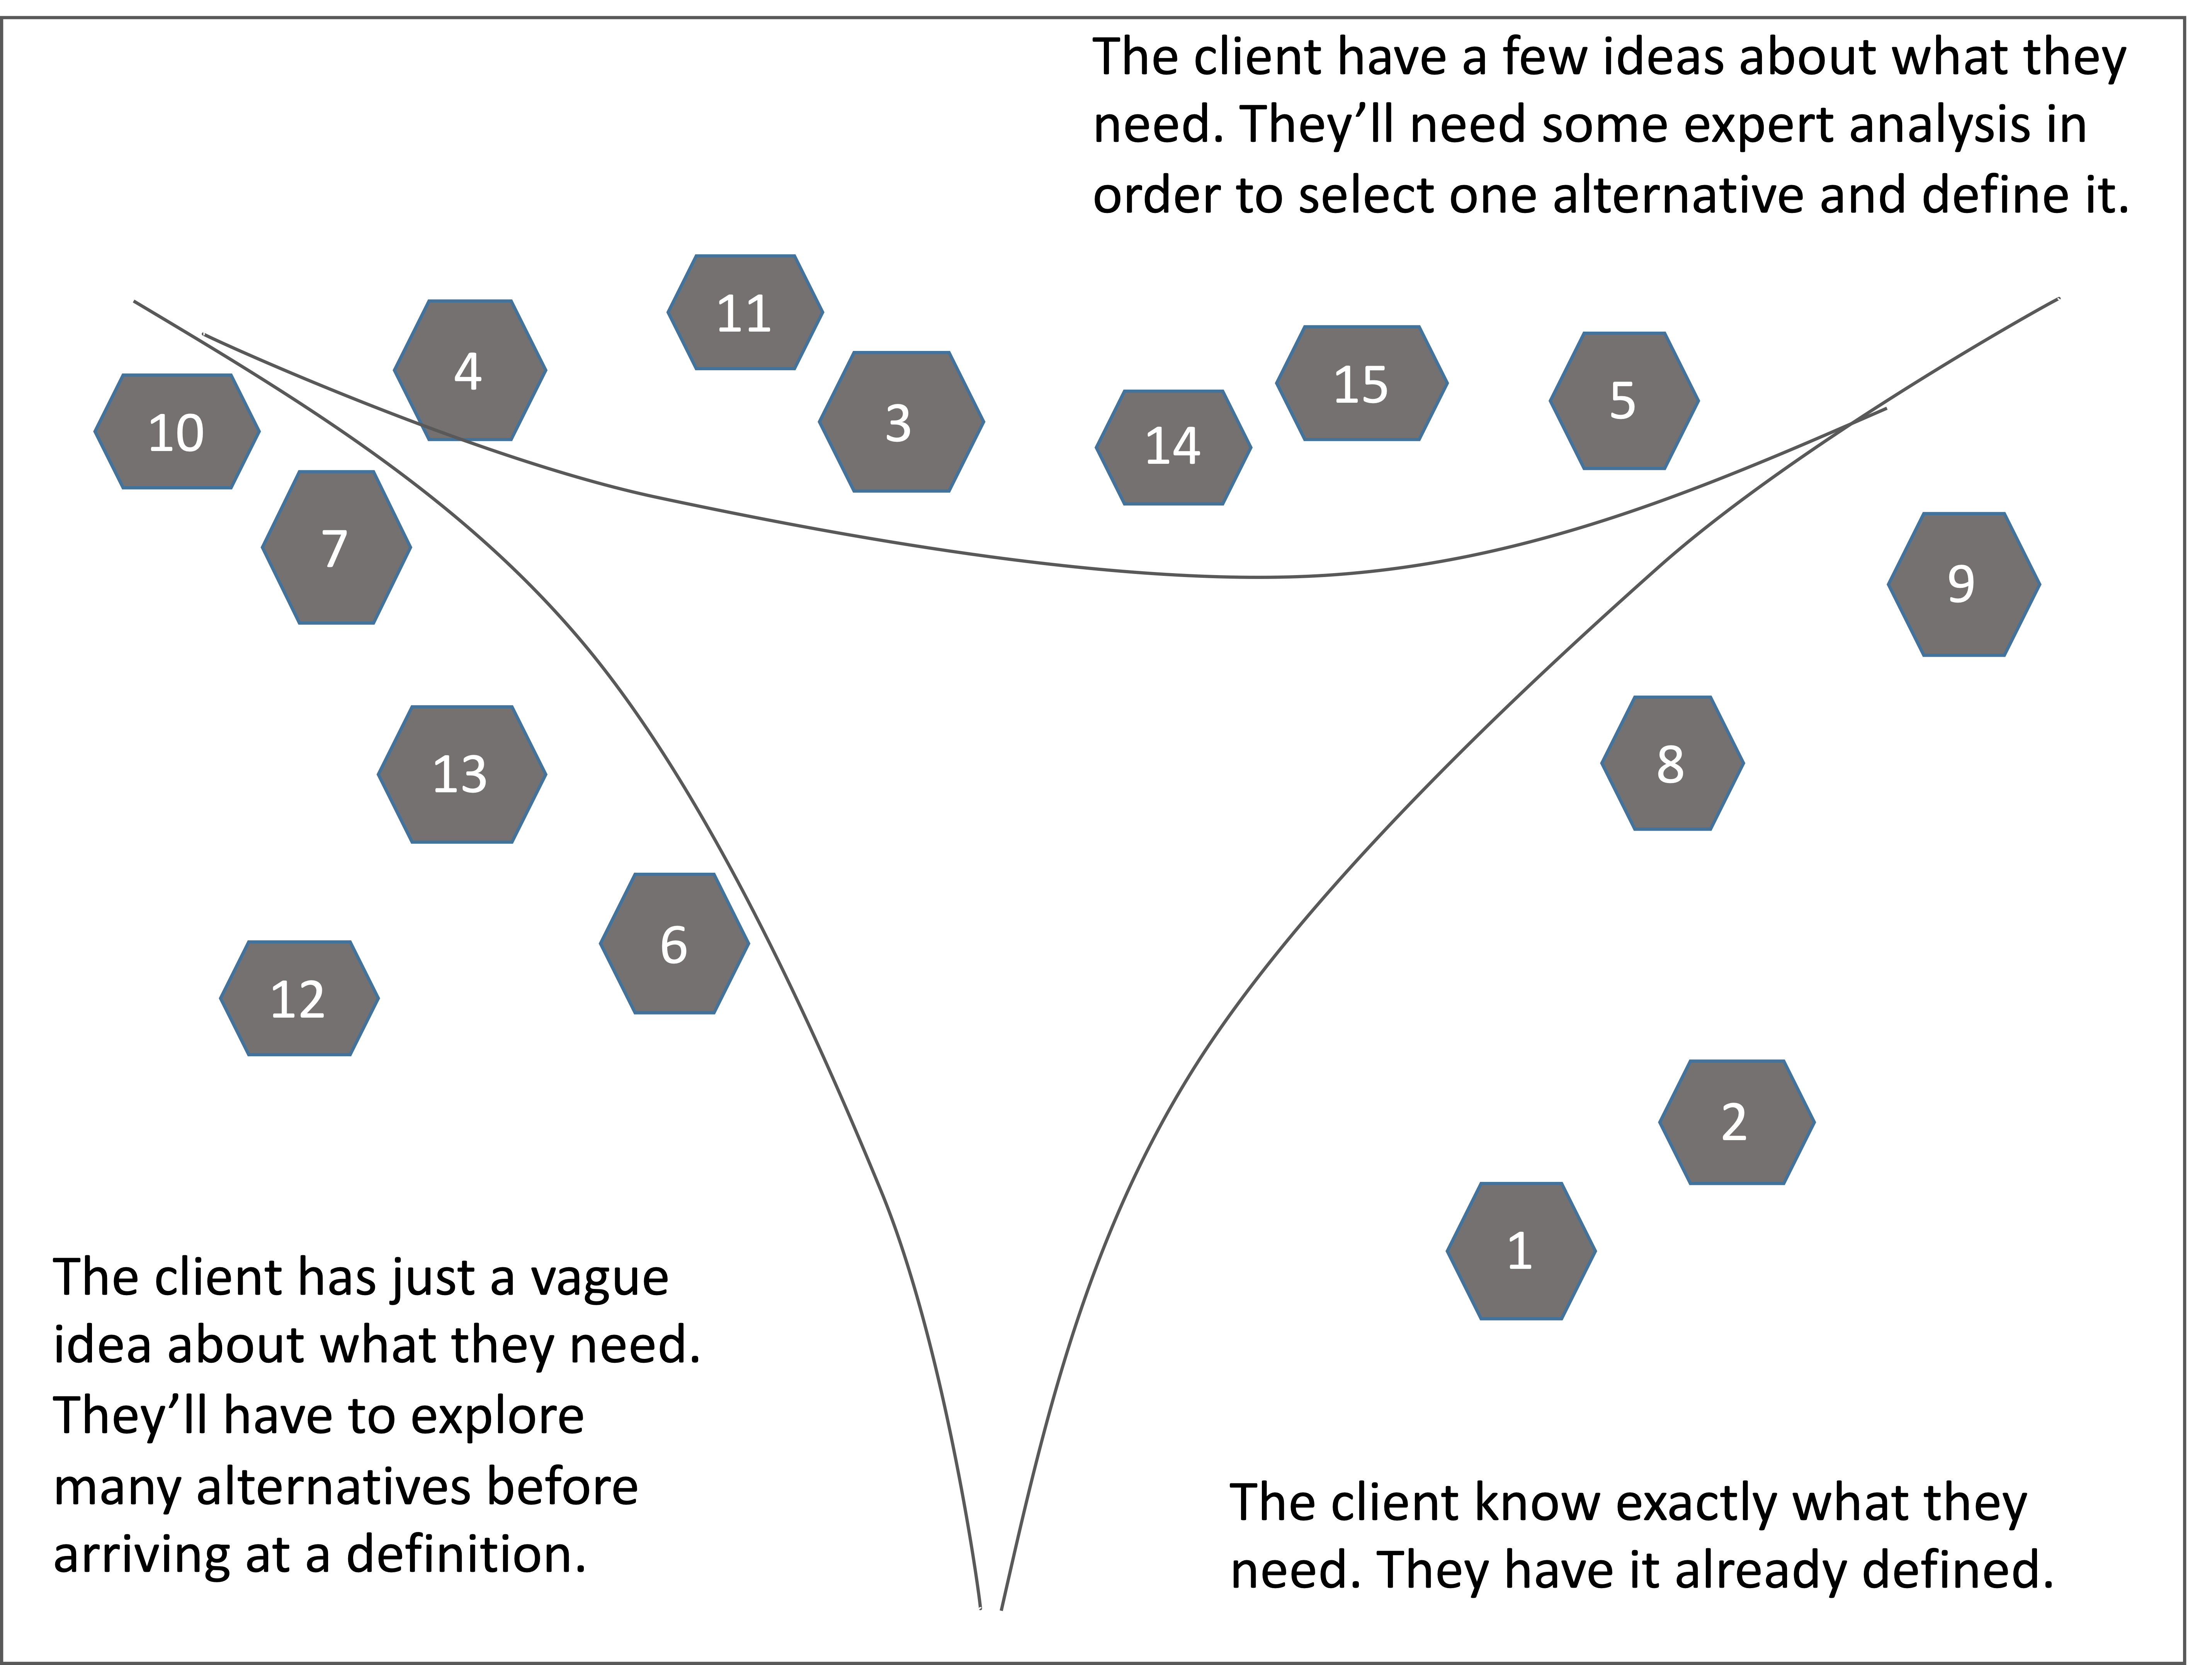 The client have a few ideas about what they
need. They’ll need some expert analysis in
order to select one alternative and define it.
11
4
15
3
5
10
14
7
9
13
8
6
12
2
1
The client has just a vague
idea about what they need.
They’ll have to explore
many alternatives before
arriving at a definition.
The client know exactly what they
need. They have it already defined.